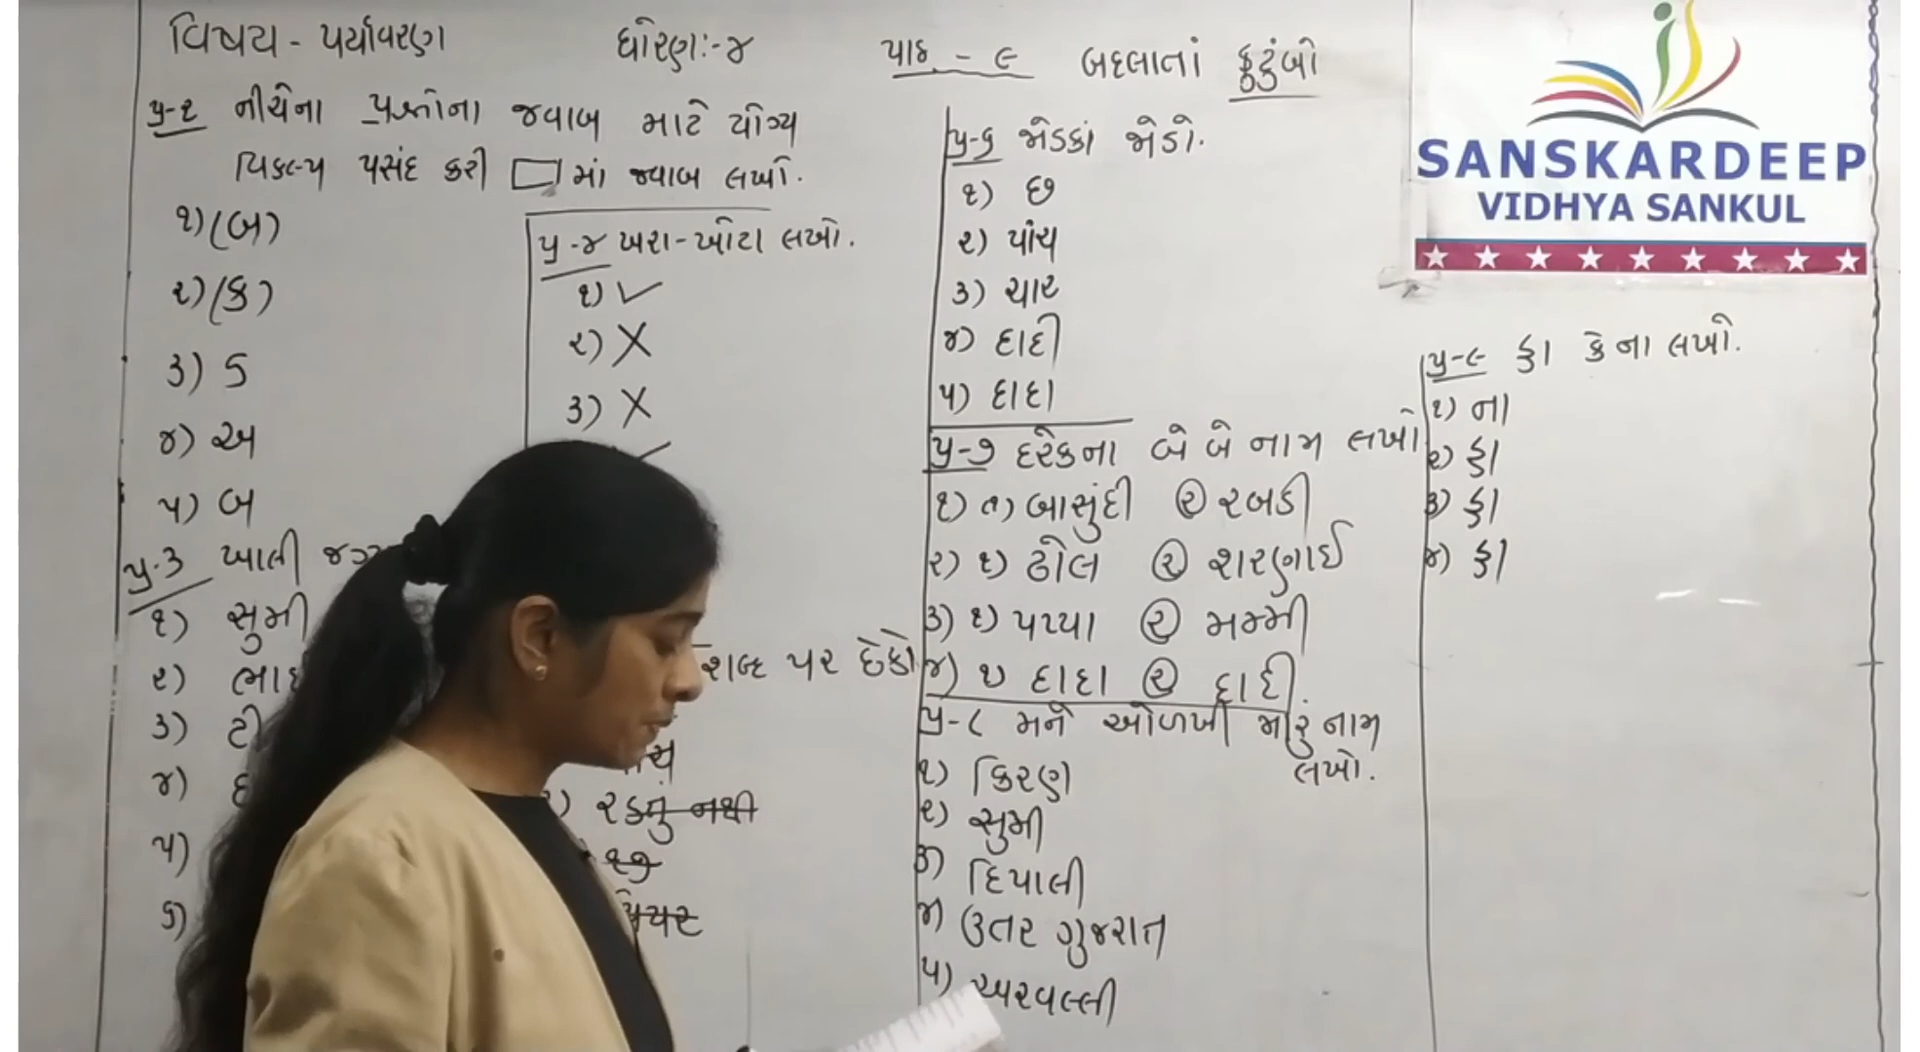 વિષય - પર્યાવરણ
ધોરણ:- ૪
પાઠ - ૯ બદલાતાં કુટુંબો
પ્ર-૨ નીચેના પ્રશ્નોના જવાબ માટે યોગ્ય
વિકલ્પ પસંદ કરી માં જવાબ લખો.
૧) (બ)
૨) (ક)
૩) ડ
૪) અ
૫) બ
પ્ર-૩ ખાલી
૧) સુમી
૨)
૩)
૪)
૫)
૬)
પ્ર-૪ ખરા-ખોટા લખો.
૧) ✓
૨) X
૩) X
શબ્દ પર છેકો
રડતું નથી
૧૭
પ્ર-૬ જોડકાં જોડો.
૧) છ
૨) પાંચ
૩) ચાર
૪) દાદી
૫) દાદા
પ્ર-૭ દરેકના બે બે નામ લખો
૧) ૧) બાસુંદી ૨ રબડી
૨) ૧) ઢોલ ૨ શરણાઈ
૩) ૧) પપ્પા ૨ મમ્મી
૪) ૧) દાદા ૨ દાદી.
પ્ર-૮ મને ઓળખી મારું નામ
લખો.
૧) કિરણ
૨) સુમી
૩) દિપાલી
૪) ઉતર ગુજરાત
૫) અરવલ્લી
SANSKARDEEP
VIDHYA SANKUL
પ્ર-૯ હા કે ના લખો.
૧) ના
૨) હા
૩) હા
૪) હા